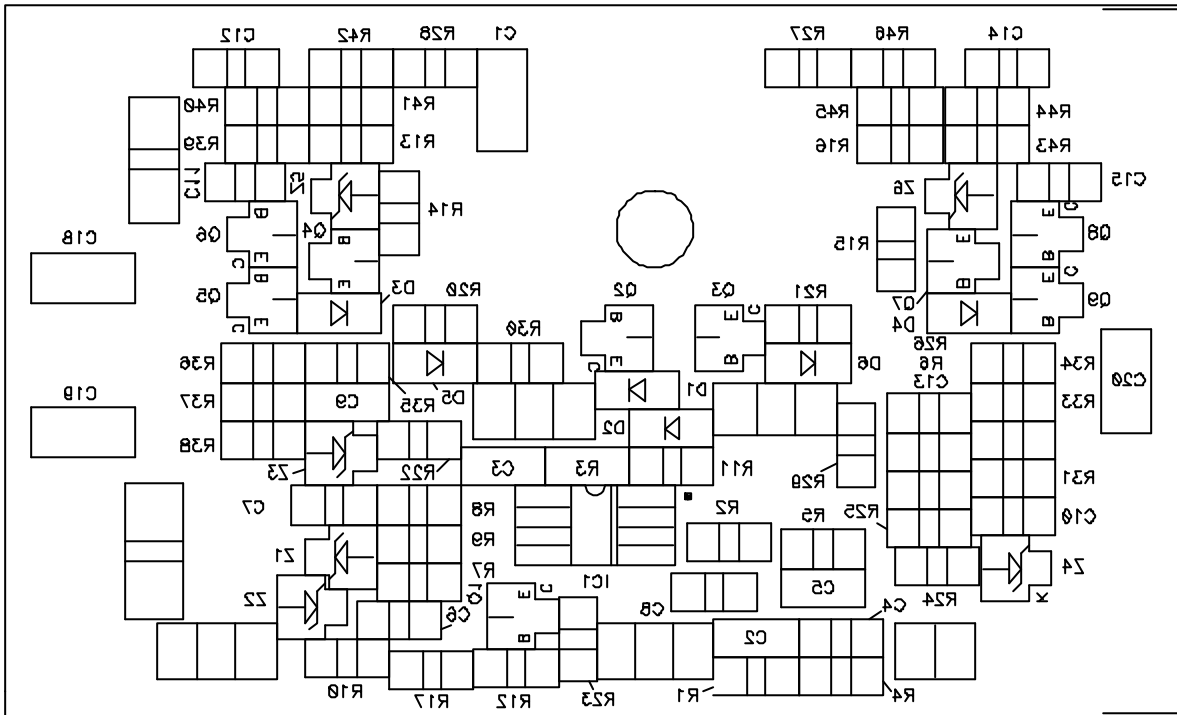 C12 R42 R28 C1 R27 R46 C14
R40 R41 R45 R44
R39 R13 R16 R43
C11 Z5 R14 Z6 C15
Q6 B E C Q4 B E R15 E B E B C Q8
C18
Q5 B E C D3 Q7 D4 E B C Q9
R20 R30 Q2 B E C Q3 E B C R21
R26
R36 R35 D5 D1 D6 R6 R34
R37 C9 C13 R33 C20
C19
R38 D2
Z3 R22 C3 R3 R11 R29 R31
C7 R8 R2 R5 R25 C10
Z1 R9
R7 IC1 Z4
Z2 Q1 E B C C5 R24 K
C6 C8 C2 C4
R10 R17 R12 R23 R1 R4